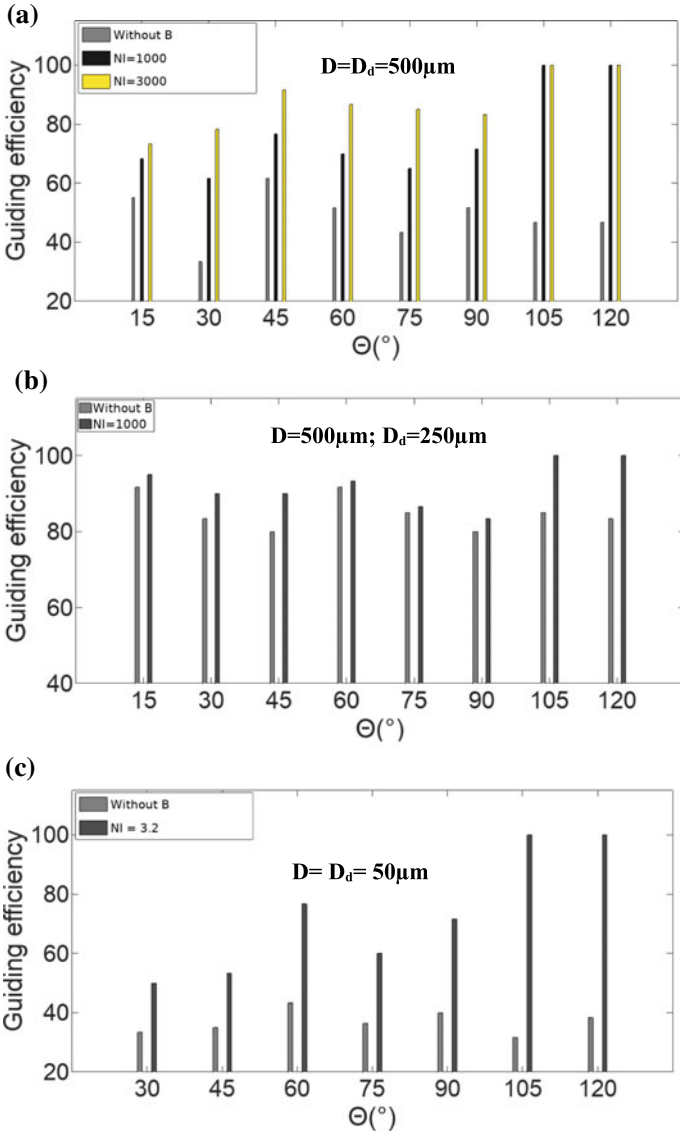 (a)
Without B
NI=1000
NI=3000
D=Dd=500µm
100
80
60
40
20
Guiding efficiency
15 30 45 60 75 90 105 120
Θ(°)
(b)
Without B
NI=1000
D=500µm; Dd=250µm
100
80
60
40
Guiding efficiency
15 30 45 60 75 90 105 120
Θ(°)
(c)
Without B
NI = 3.2
D= Dd= 50µm
100
80
60
40
20
Guiding efficiency
30 45 60 75 90 105 120
Θ(°)